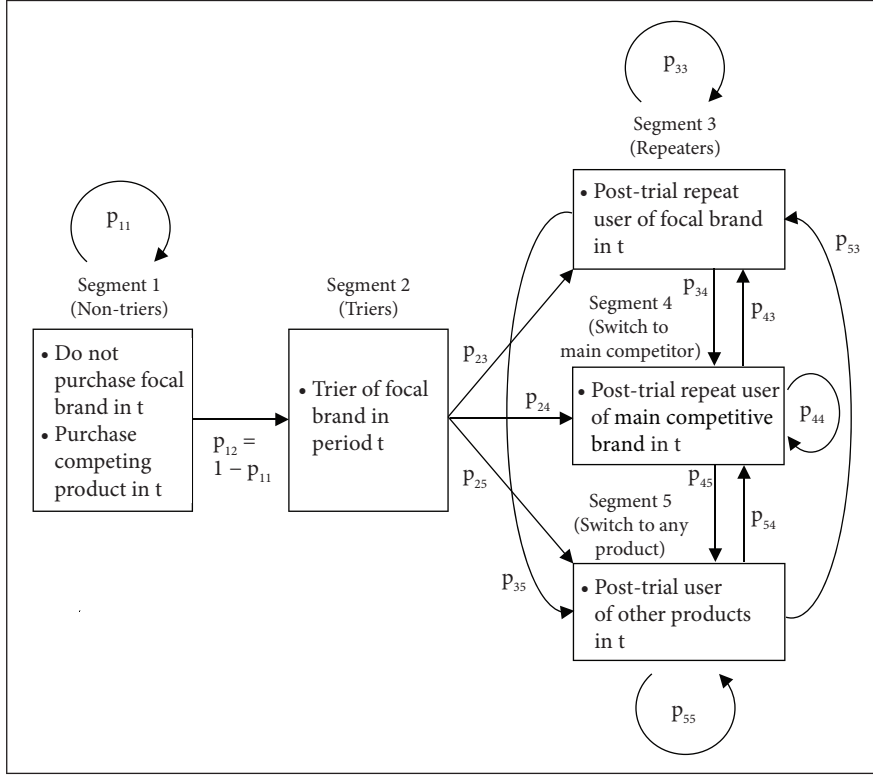 p₁₁
Segment 1
(Non-triers)
• Do not
purchase focal
brand in t
• Purchase
competing
product in t
p₁₂ =
1 – p₁₁
Segment 2
(Triers)
• Trier of focal
brand in
period t
p₂₃
p₂₄
p₂₅
p₃₃
Segment 3
(Repeaters)
• Post-trial repeat
user of focal brand
in t
p₃₄
p₄₃
p₅₃
Segment 4
(Switch to
main competitor)
• Post-trial repeat user
of main competitive
brand in t
p₄₄
p₄₅
p₅₄
Segment 5
(Switch to any
product)
p₃₅
• Post-trial user
of other products
in t
p₅₅